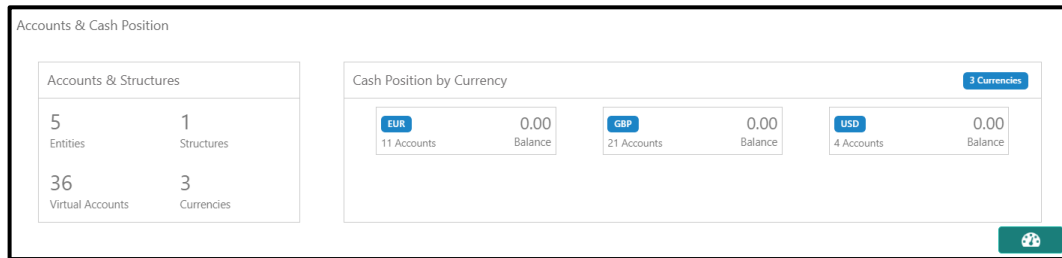 Accounts & Cash Position
Accounts & Structures
5 1
Entities Structures
36 3
Virtual Accounts Currencies
Cash Position by Currency 3 Currencies
EUR 0.00
11 Accounts Balance
GBP 0.00
21 Accounts Balance
USD 0.00
4 Accounts Balance